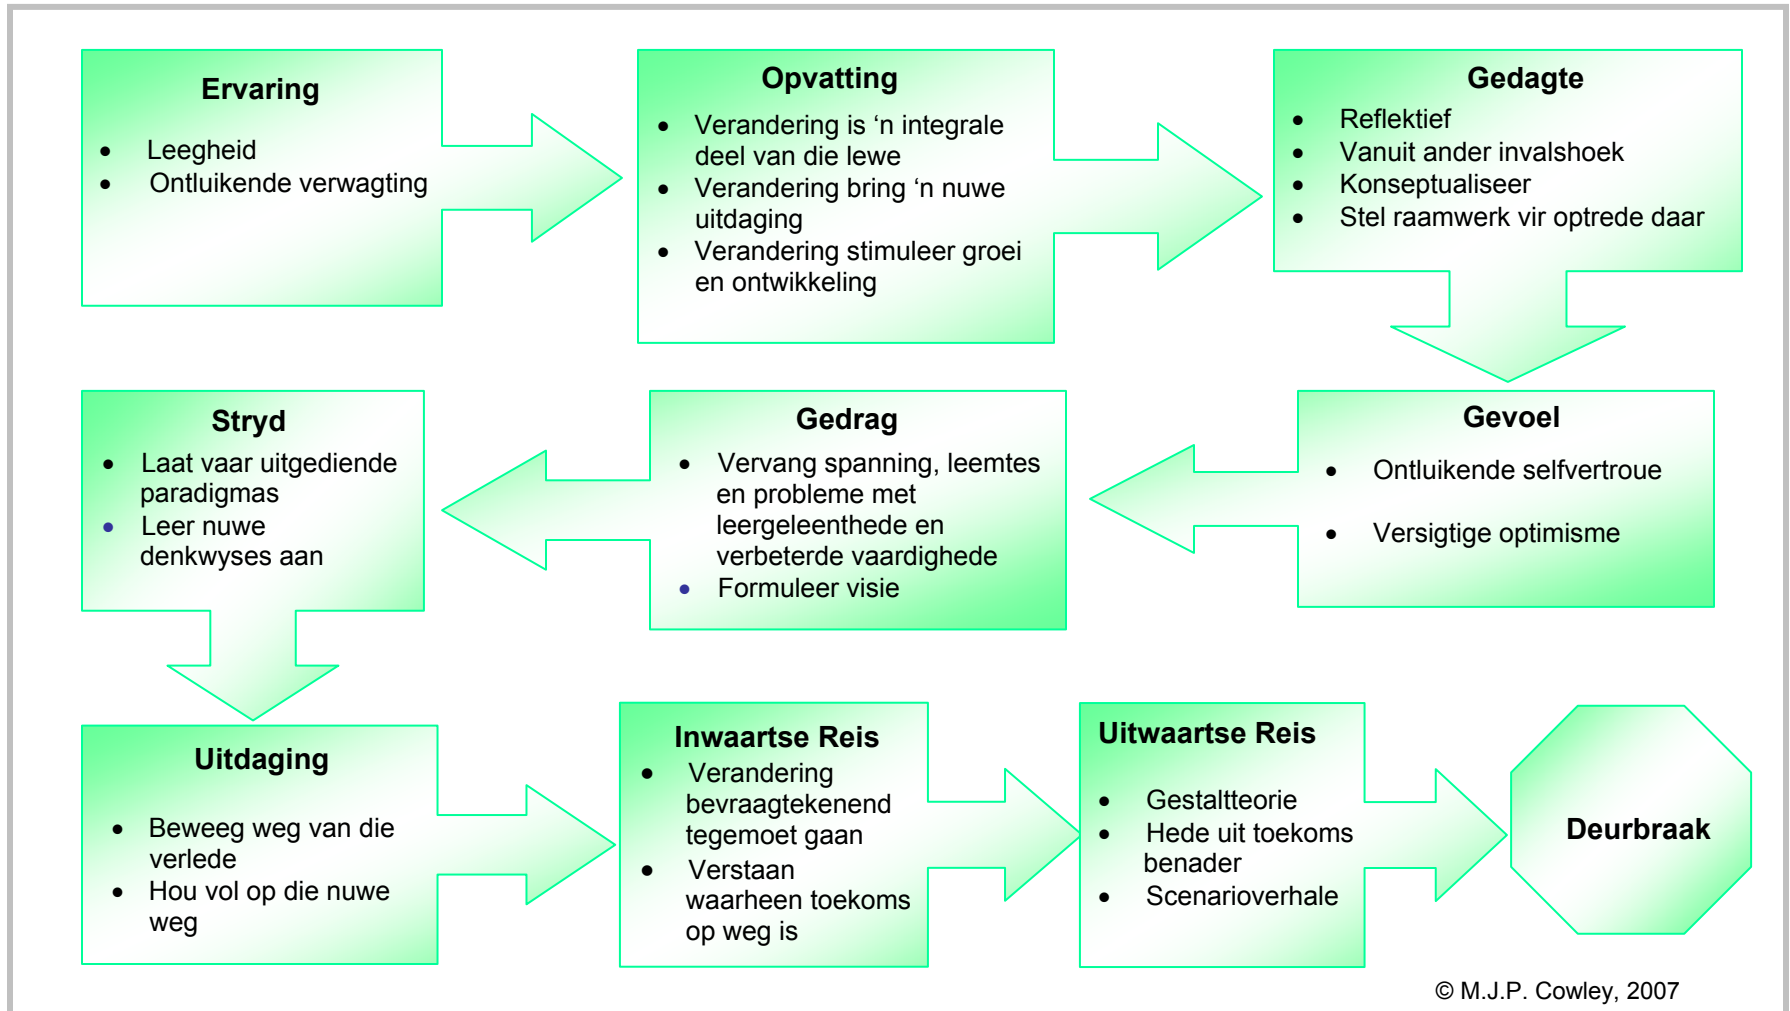 Ervaring
• Leegheid
• Ontluikende verwagting
Opvatting
• Verandering is ‘n integrale
deel van die lewe
• Verandering bring ‘n nuwe
uitdaging
• Verandering stimuleer groei
en ontwikkeling
Gedagte
• Reflektief
• Vanuit ander invalshoek
• Konseptualiseer
• Stel raamwerk vir optrede daar
Gevoel
• Ontluikende selfvertroue
• Versigtige optimisme
Gedrag
• Vervang spanning, leemtes
en probleme met
leergeleenthede en
verbeterde vaardighede
• Formuleer visie
Stryd
• Laat vaar uitgediende
paradigmas
• Leer nuwe
denkwyses aan
Uitdaging
• Beweeg weg van die
verlede
• Hou vol op die nuwe
weg
Inwaartse Reis
• Verandering
bevraagtekenend
tegemoet gaan
• Verstaan
waarheen toekoms
op weg is
Uitwaartse Reis
• Gestaltteorie
• Hede uit toekoms
benader
• Scenarioverhale
Deurbraak
© M.J.P. Cowley, 2007